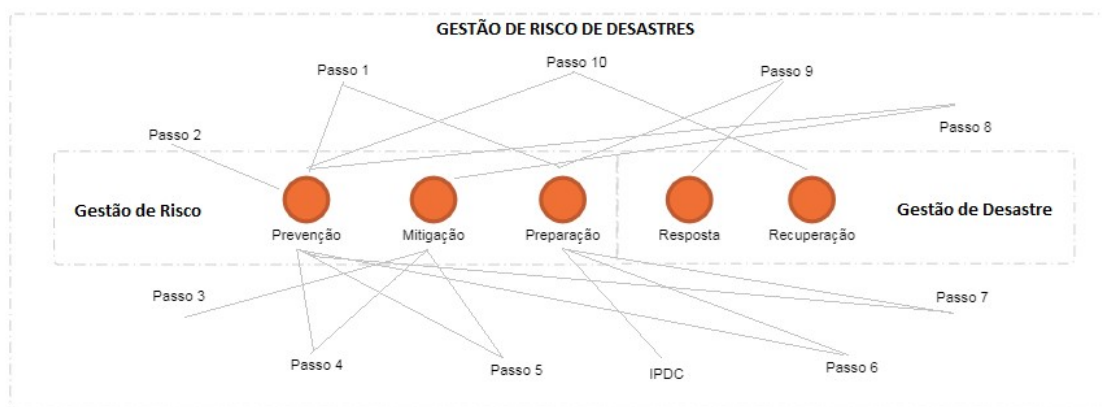 GESTÃO DE RISCO DE DESASTRES
Passo 1
Passo 10
Passo 9
Passo 2
Passo 8
Gestão de Risco
Gestão de Desastre
Prevenção
Mitigação
Preparação
Resposta
Recuperação
Passo 3
Passo 7
Passo 4
Passo 5
IPDC
Passo 6